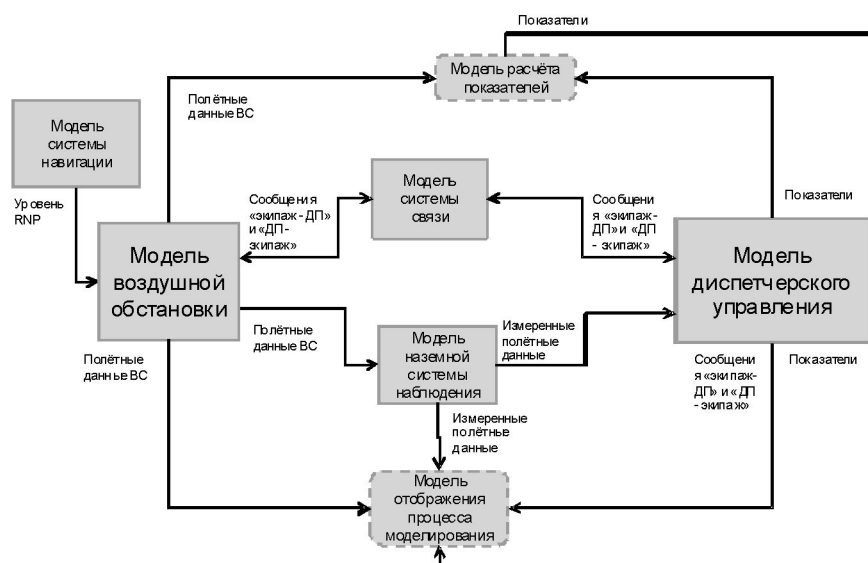 Показатели
Модель расчёта
показателей
Полётные
данные ВС
Модель
системы
навигации
Уровень
RNP
Сообщения
«экипаж-ДП»
и «ДП-
экипаж»
Модель
системы
связи
Сообщени
я «экипаж-
ДП» и «ДП
- экипаж»
Показатели
Модель
воздушной
обстановки
Модель
диспетчерского
управления
Полётные
данные ВС
Полётные
данные ВС
Модель
наземной
системы
наблюдения
Измеренные
полётные
данные
Сообщени
я «экипаж-
ДП» и «ДП
- экипаж»
Показатели
Измеренные
полётные
данные
Модель
отображения
процесса
моделирования